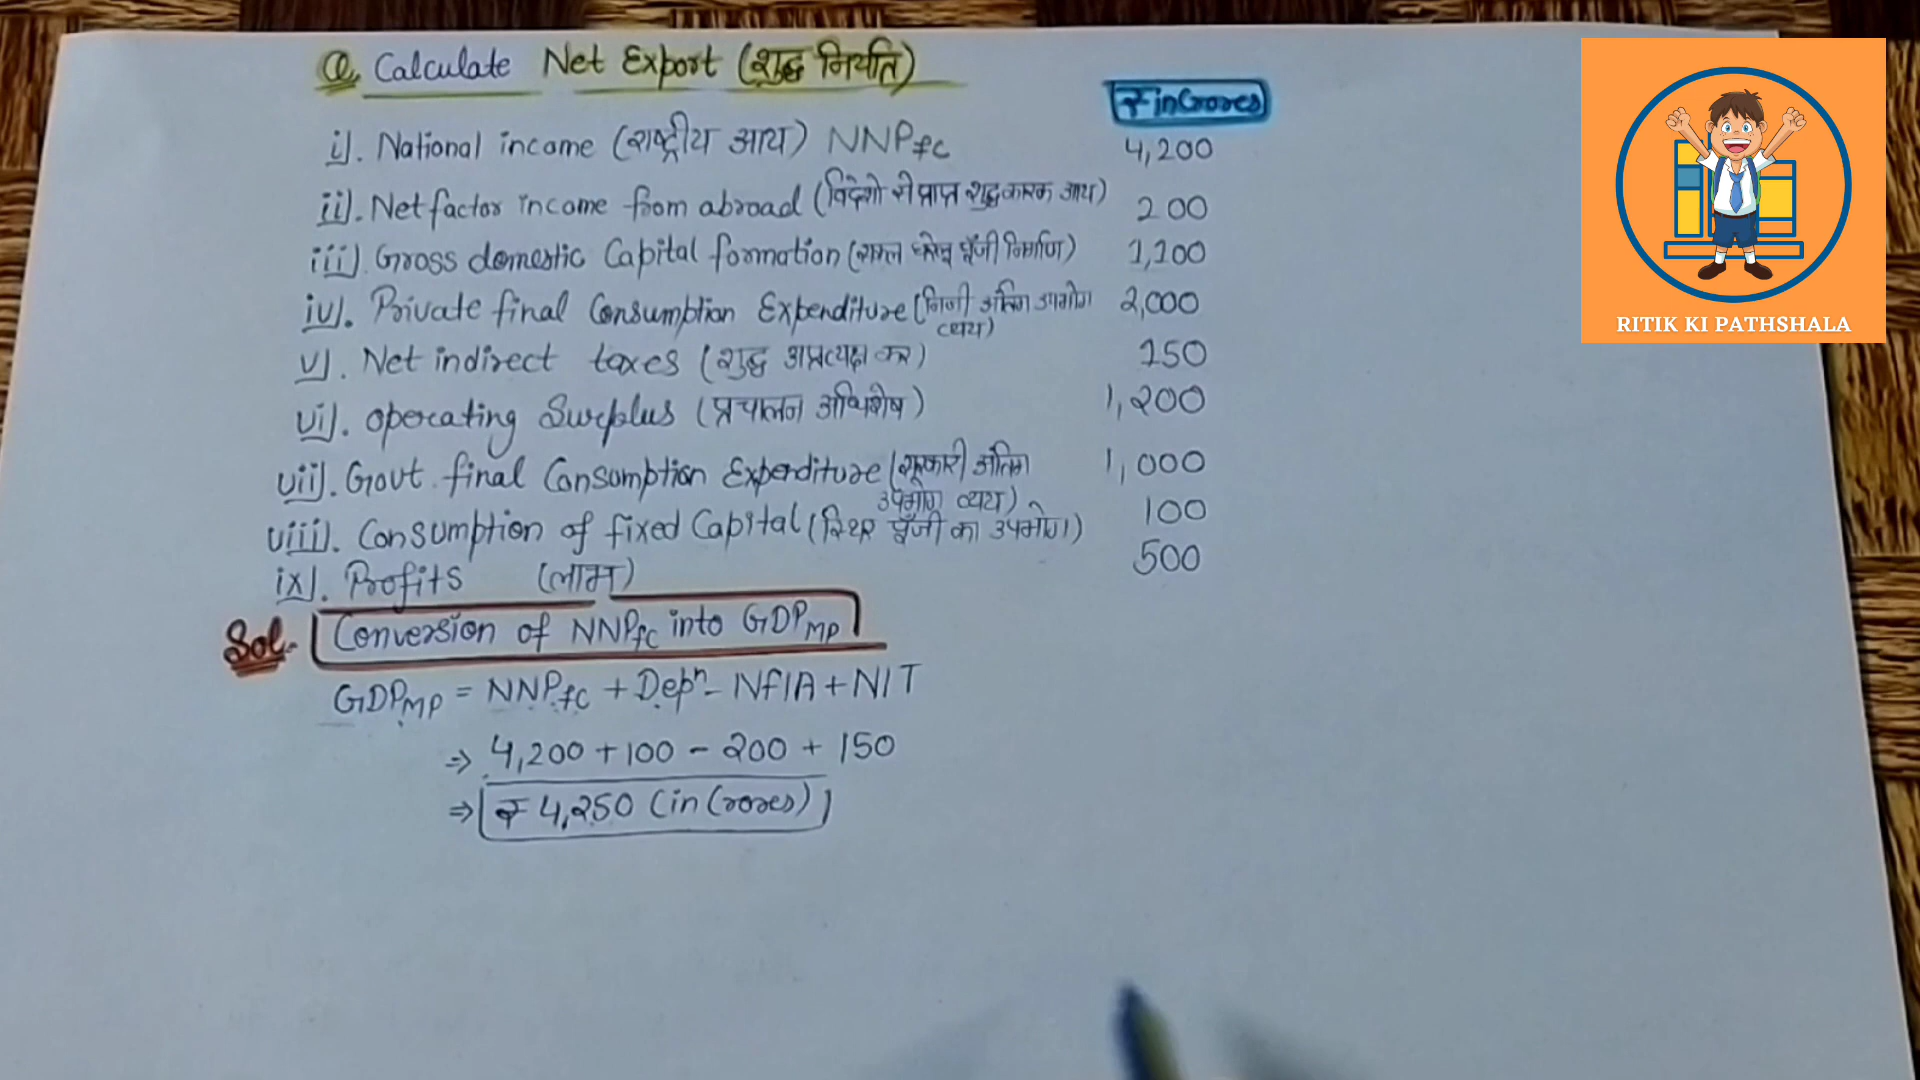 Q. Calculate Net Export (शुद्ध निर्यात)
₹ in Crores
i). National income (राष्ट्रीय आय) NNPfc 4,200
ii). Net factor income from abroad (विदेशो से प्राप्त शुद्ध कारक आय) 200
iii). Gross domestic Capital formation (सकल घरेलू पूँजी निर्माण) 1,100
iv). Private final Consumption Expenditure (निजी अंतिम उपभोग 2,000
व्यय)
v). Net indirect taxes (शुद्ध अप्रत्यक्ष कर) 150
vi). operating Surplus (प्रचालन अधिशेष) 1,200
vii). Govt. final Consumption Expenditure (सरकारी अंतिम 1,000
उपभोग व्यय)
viii). Consumption of fixed Capital (स्थिर पूँजी का उपभोग) 100
ix). Profits (लाभ) 500
Sol. Conversion of NNPfc into GDPMP
GDPMP = NNPfc + Depn - NFIA + NIT
⇒ 4,200 + 100 - 200 + 150
⇒ ₹ 4,250 (in Crores)
RITIK KI PATHSHALA